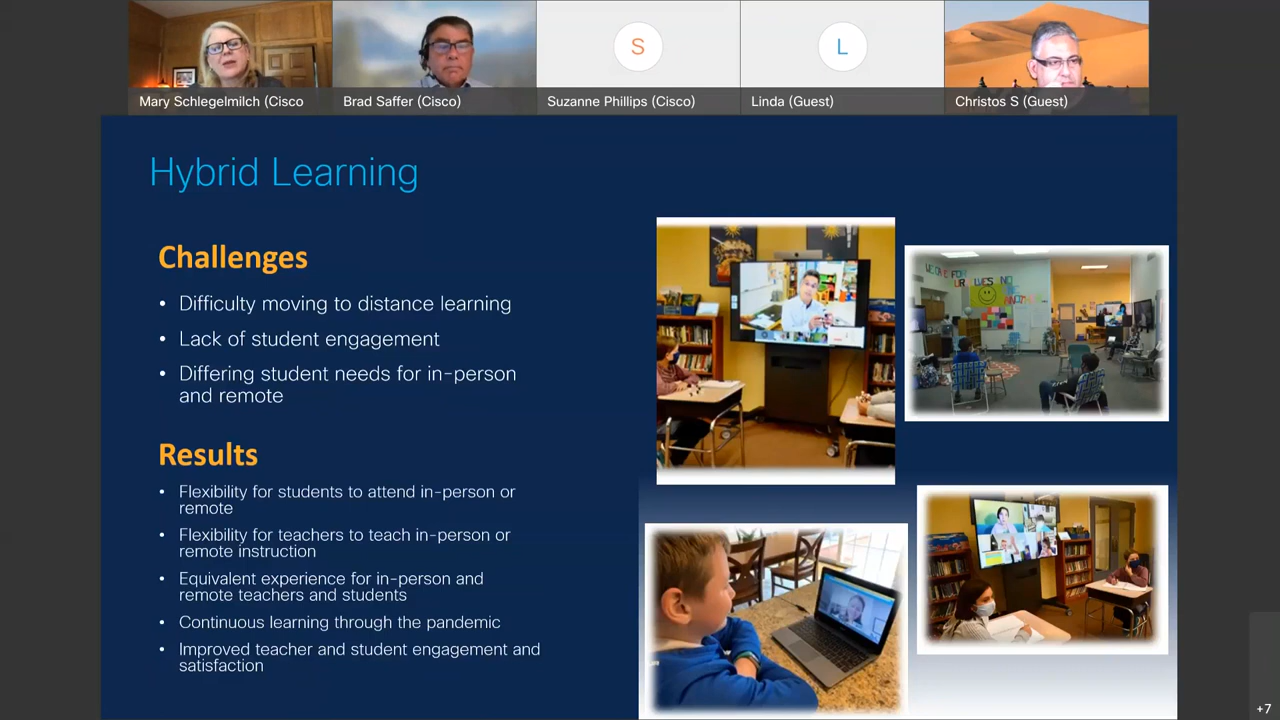 S
L
Mary Schlegelmilch (Cisco
Brad Saffer (Cisco)
Suzanne Phillips (Cisco)
Linda (Guest)
Christos S (Guest)
Hybrid Learning
Challenges
• Difficulty moving to distance learning
• Lack of student engagement
• Differing student needs for in-person
and remote
Results
• Flexibility for students to attend in-person or
remote
• Flexibility for teachers to teach in-person or
remote instruction
• Equivalent experience for in-person and
remote teachers and students
• Continuous learning through the pandemic
• Improved teacher and student engagement and
satisfaction
+7